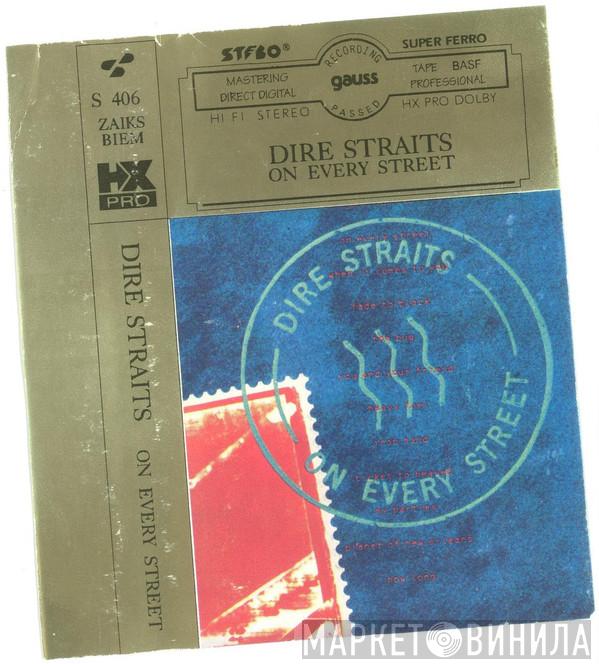 S 406
ZAIKS
BIEM
HX
PRO
DIRE STRAITS ON EVERY STREET
STEBO®
MASTERING
DIRECT DIGITAL
HI FI STEREO
RECORDING
gauss
PASSED
SUPER FERRO
TAPE BASF
PROFESSIONAL
HX PRO DOLBY
DIRE STRAITS
ON EVERY STREET
DIRE STRAITS
ON EVERY STREET
on every street
when it comes to you
fade to black
the bug
you and your friend
heavy fuel
iron hand
ticket to heaven
my parties
planet of new orleans
how long
МАРКЕТ ВИНИЛА